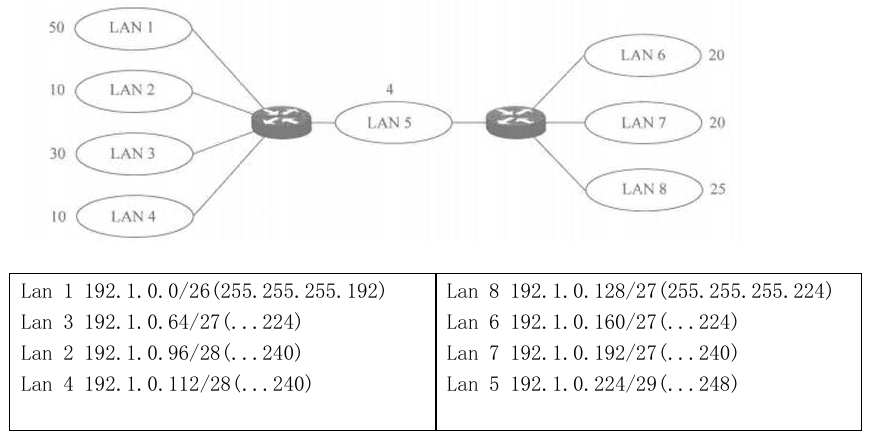 50 LAN 1
10 LAN 2
30 LAN 3
10 LAN 4
4
LAN 5
LAN 6 20
LAN 7 20
LAN 8 25
Lan 1 192.1.0.0/26(255.255.255.192)
Lan 3 192.1.0.64/27(...224)
Lan 2 192.1.0.96/28(...240)
Lan 4 192.1.0.112/28(...240)
Lan 8 192.1.0.128/27(255.255.255.224)
Lan 6 192.1.0.160/27(...224)
Lan 7 192.1.0.192/27(...240)
Lan 5 192.1.0.224/29(...248)